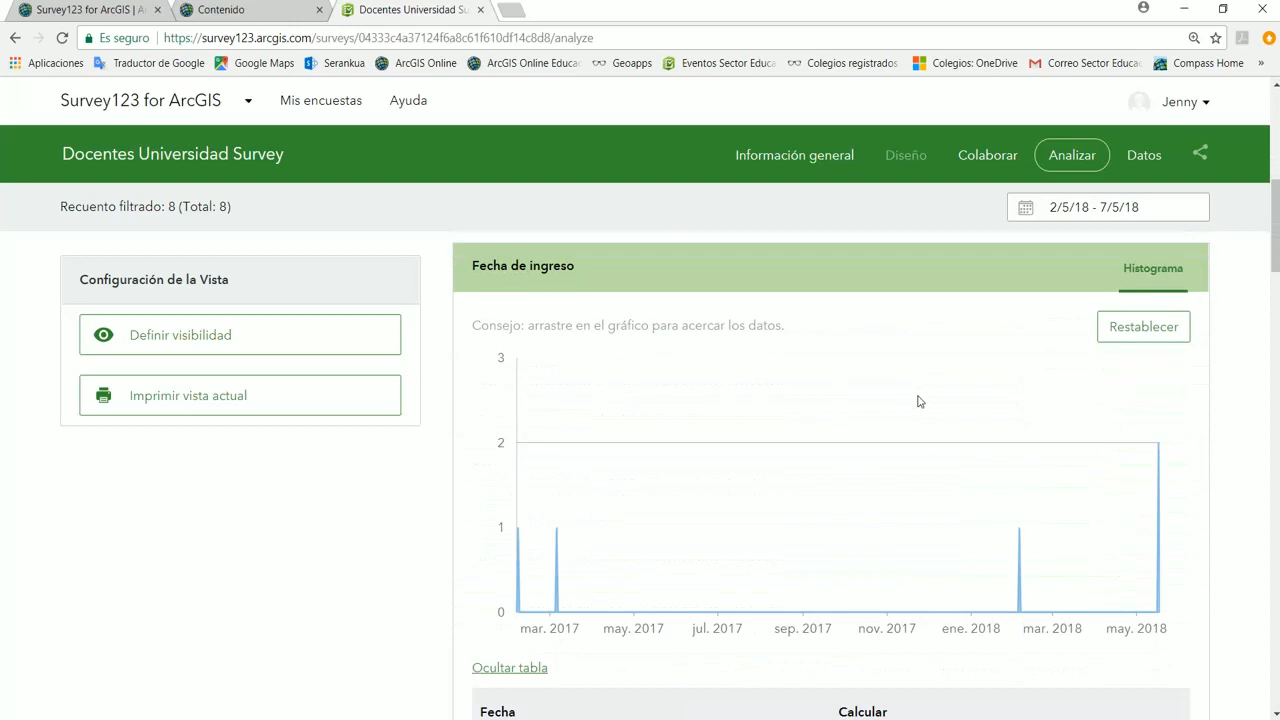 Survey123 for ArcGIS | A
Contenido
Docentes Universidad Su
Es seguro
https://survey123.arcgis.com/surveys/04333c4a37124f6a8c61f610df14c8d8/analyze
Aplicaciones
Traductor de Google
Google Maps
Serankua
ArcGIS Online
ArcGIS Online Educa
Geoapps
Eventos Sector Educa
Colegios registrados
Colegios: OneDrive
Correo Sector Educac
Compass Home
»
Survey123 for ArcGIS
Mis encuestas
Ayuda
Jenny
Docentes Universidad Survey
Información general
Diseño
Colaborar
Analizar
Datos
Recuento filtrado: 8 (Total: 8)
2/5/18 - 7/5/18
Configuración de la Vista
Definir visibilidad
Imprimir vista actual
Fecha de ingreso
Histograma
Consejo: arrastre en el gráfico para acercar los datos.
Restablecer
3
2
1
0
mar. 2017 may. 2017 jul. 2017 sep. 2017 nov. 2017 ene. 2018 mar. 2018 may. 2018
Ocultar tabla
Fecha
Calcular